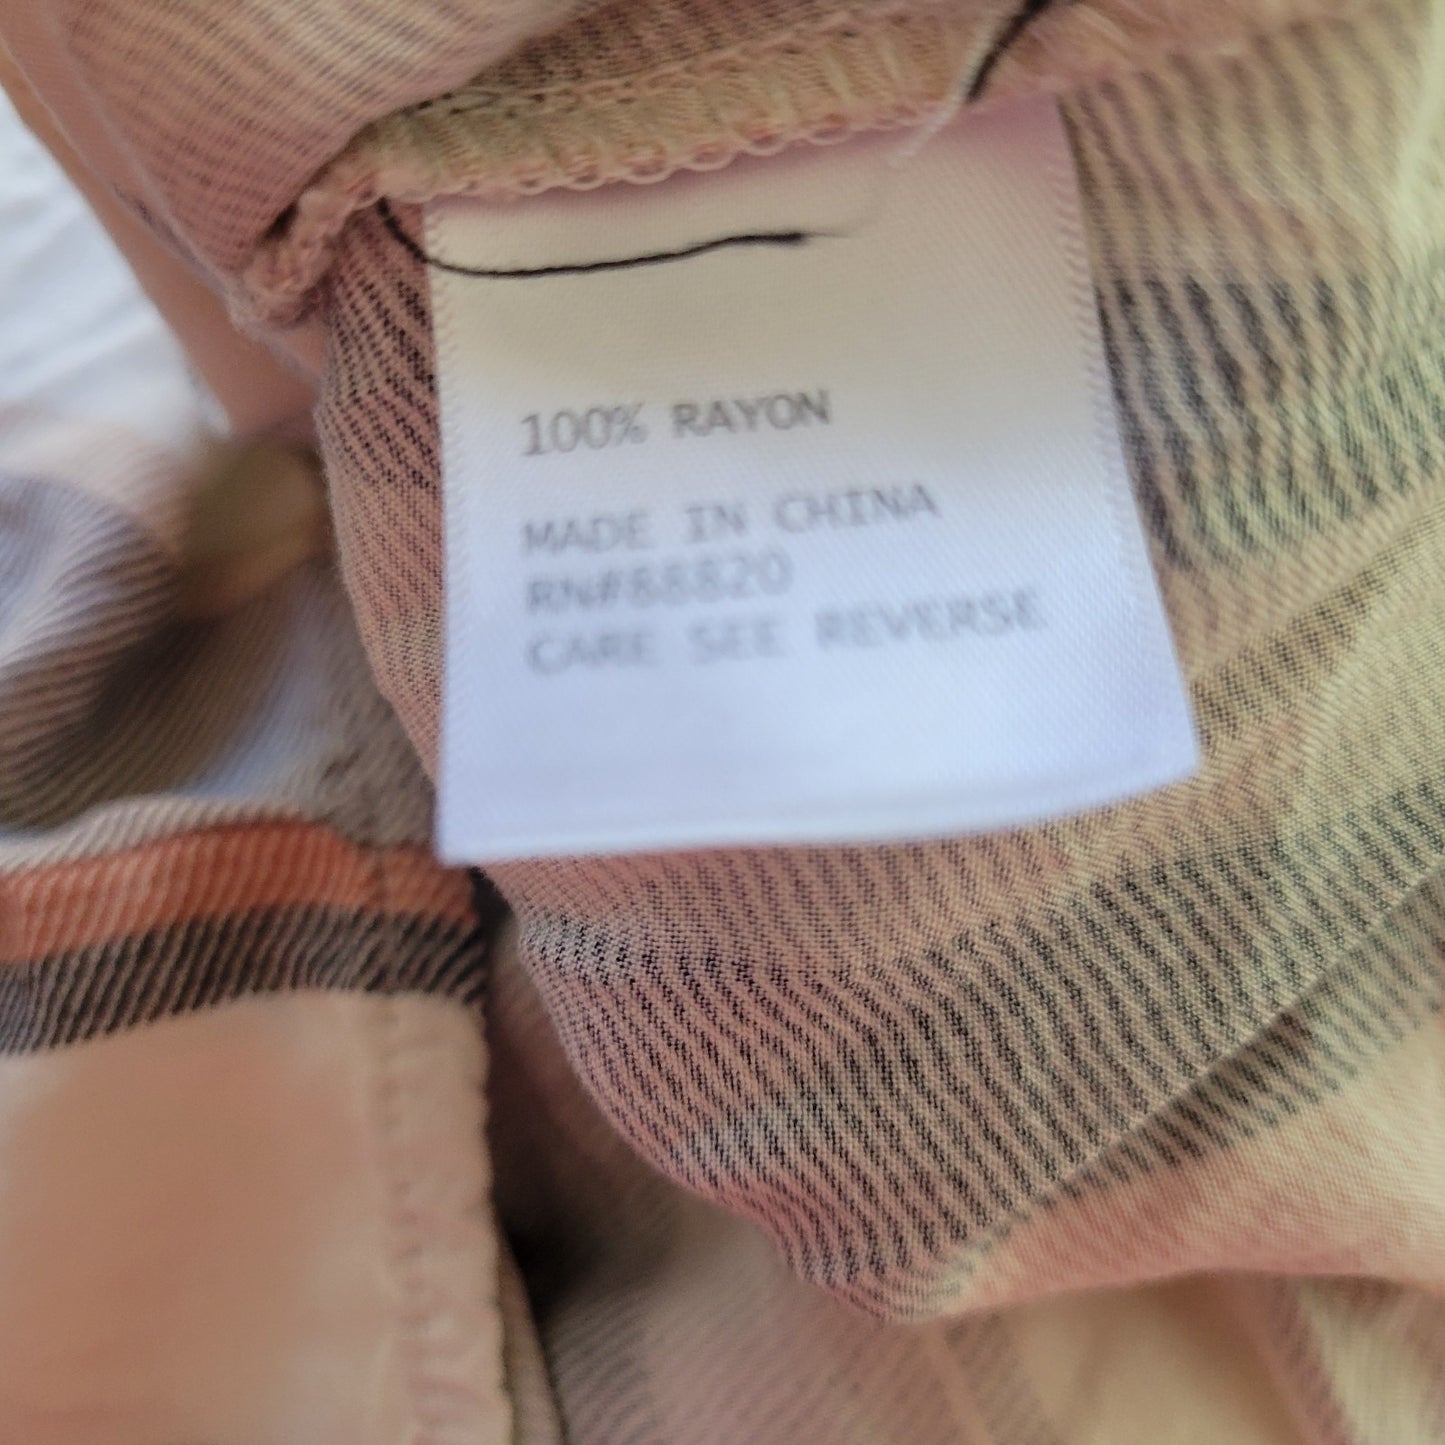 100% RAYON
MADE IN CHINA
RN#88820
CARE SEE REVERSE